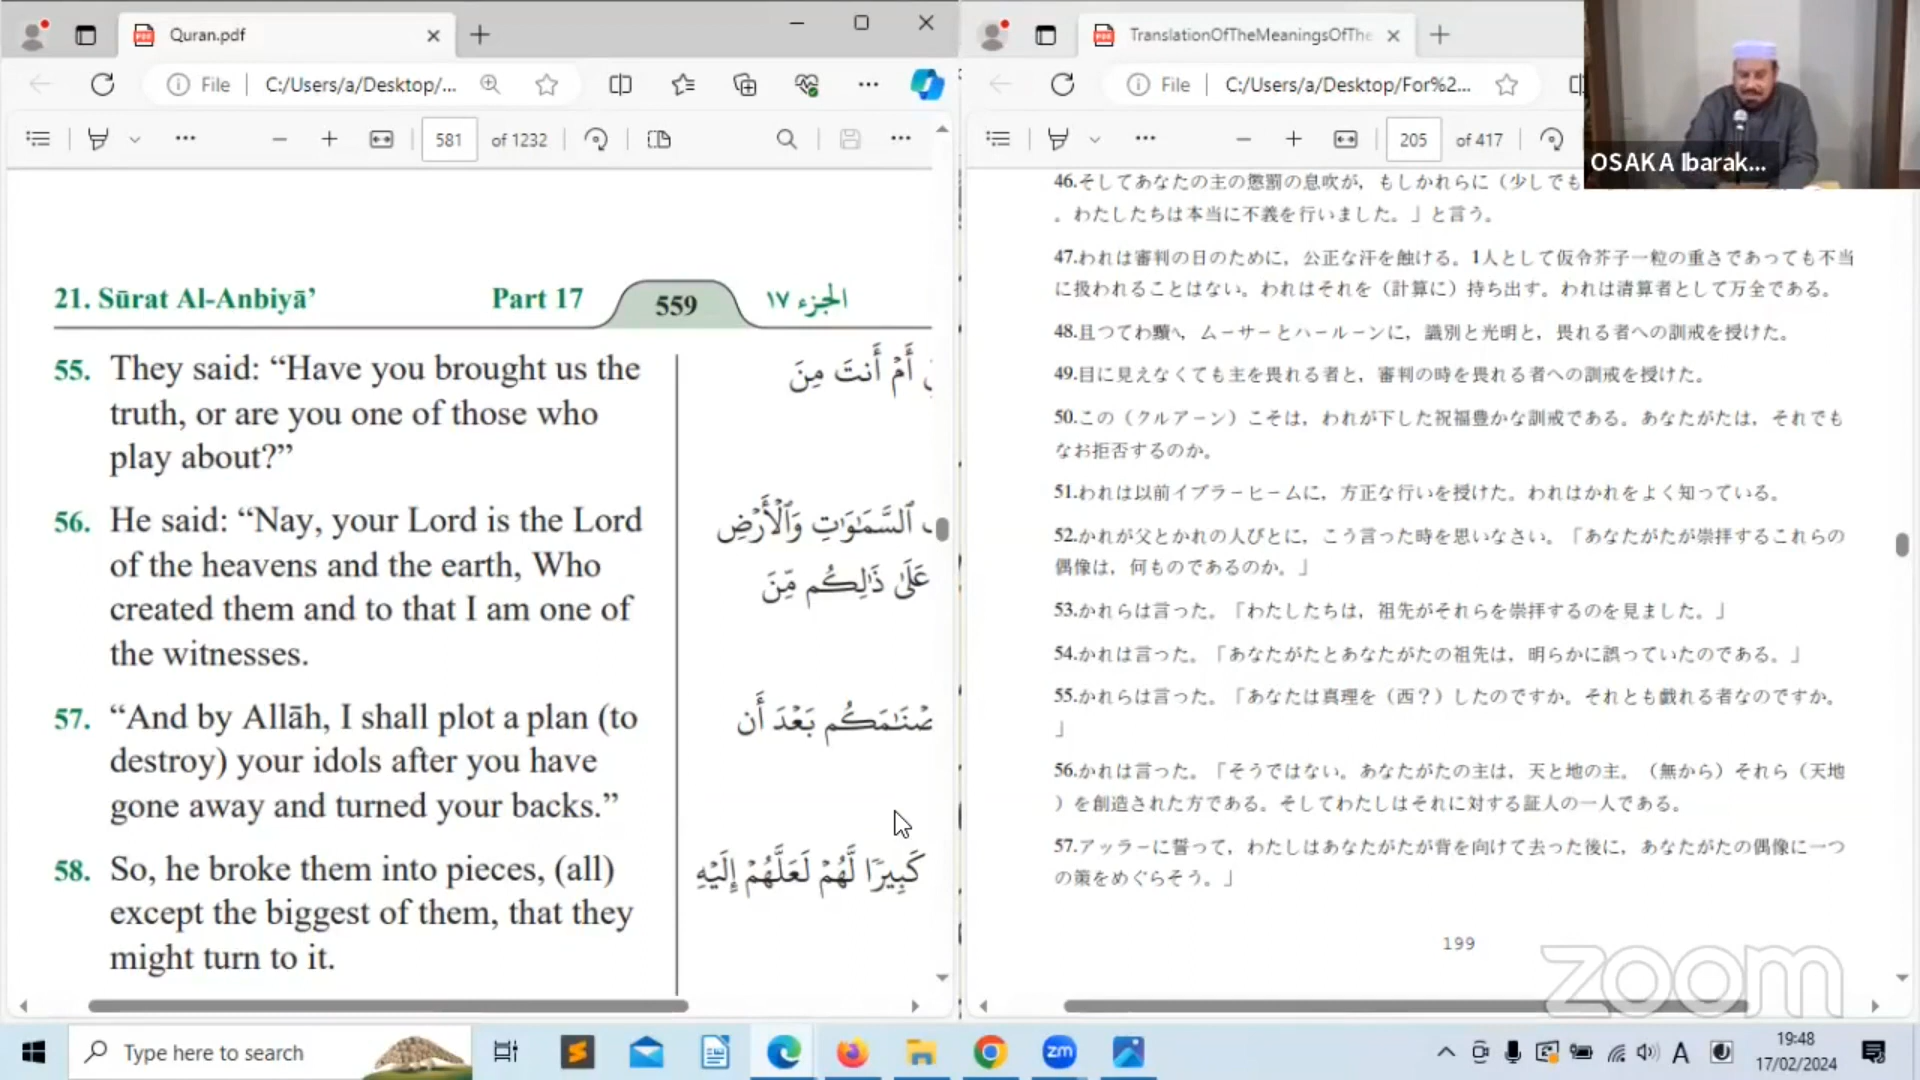 Quran.pdf
File
C:/Users/a/Desktop/...
581
of 1232
21. Sūrat Al-Anbiyā’
Part 17
559
الجزء ١٧
55. They said: “Have you brought us the
truth, or are you one of those who
play about?”
أَمْ أَنتَ مِنَ
56. He said: “Nay, your Lord is the Lord
of the heavens and the earth, Who
created them and to that I am one of
the witnesses.
ٱلسَّمَٰوَٰتِ وَٱلْأَرْضِ
عَلَىٰ ذَٰلِكُم مِّنَ
57. “And by Allāh, I shall plot a plan (to
destroy) your idols after you have
gone away and turned your backs.”
صْنَٰمَكُم بَعْدَ أَن
58. So, he broke them into pieces, (all)
except the biggest of them, that they
might turn to it.
كَبِيرًا لَّهُمْ لَعَلَّهُمْ إِلَيْهِ
TranslationOfTheMeaningsOfThe
File
C:/Users/a/Desktop/For%2...
205
of 417
OSAKA Ibarak...
46.そしてあなたの主の懲罰の息吹が，もしかれらに（少しでも
。わたしたちは本当に不義を行いました。」と言う。
47.われは審判の日のために，公正な汗を触ける。1人として仮令芥子一粒の重さであっても不当
に扱われることはない。われはそれを（計算に）持ち出す。われは清算者として万全である。
48.且つてわ顥ヘ，ムーサーとハールーンに，識別と光明と，畏れる者への訓戒を授けた。
49.目に見えなくても主を畏れる者と，審判の時を畏れる者への訓戒を授けた。
50.この（クルアーン）こそは，われが下した祝福豊かな訓戒である。あなたがたは，それでも
なお拒否するのか。
51.われは以前イブラーヒームに，方正な行いを授けた。われはかれをよく知っている。
52.かれが父とかれの人びとに，こう言った時を思いなさい。「あなたがたが崇拝するこれらの
偶像は，何ものであるのか。」
53.かれらは言った。「わたしたちは，祖先がそれらを崇拝するのを見ました。」
54.かれは言った。「あなたがたとあなたがたの祖先は，明らかに誤っていたのである。」
55.かれらは言った。「あなたは真理を（西？）したのですか。それとも戯れる者なのですか。
」
56.かれは言った。「そうではない。あなたがたの主は，天と地の主。（無から）それら（天地
）を創造された方である。そしてわたしはそれに対する証人の一人である。
57.アッラーに誓って，わたしはあなたがたが背を向けて去った後に，あなたがたの偶像に一つ
の策をめぐらそう。」
199
zoom
Type here to search
zm
A
19:48
17/02/2024